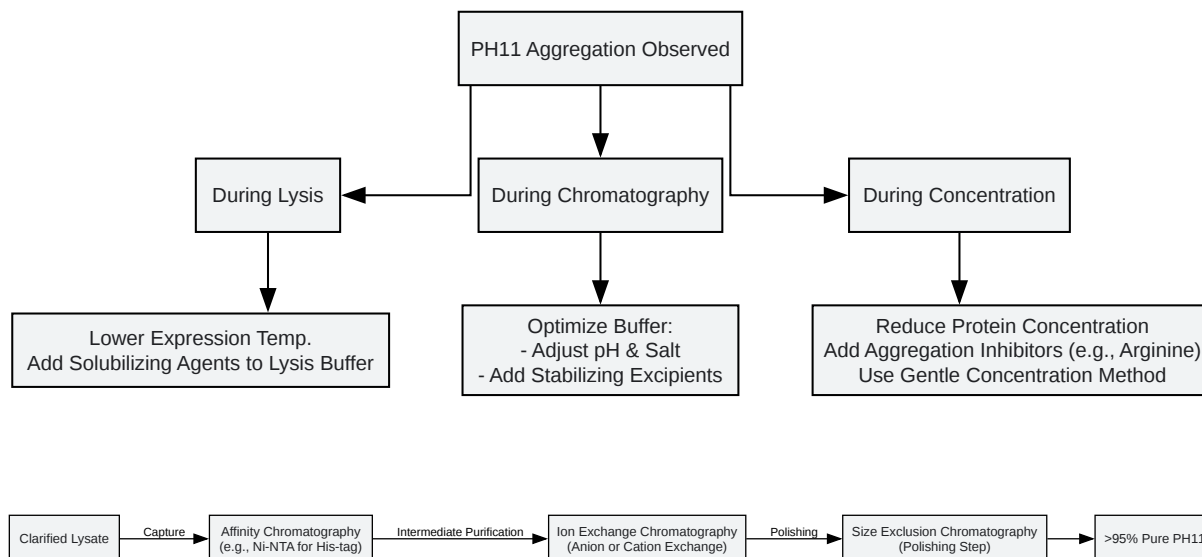 PH11 Aggregation Observed
During Lysis
During Chromatography
During Concentration
Lower Expression Temp.
Add Solubilizing Agents to Lysis Buffer
Optimize Buffer:
- Adjust pH & Salt
- Add Stabilizing Excipients
Reduce Protein Concentration
Add Aggregation Inhibitors (e.g., Arginine)
Use Gentle Concentration Method
Clarified Lysate
Capture
Affinity Chromatography
(e.g., Ni-NTA for His-tag)
Intermediate Purification
Ion Exchange Chromatography
(Anion or Cation Exchange)
Polishing
Size Exclusion Chromatography
(Polishing Step)
>95% Pure PH11